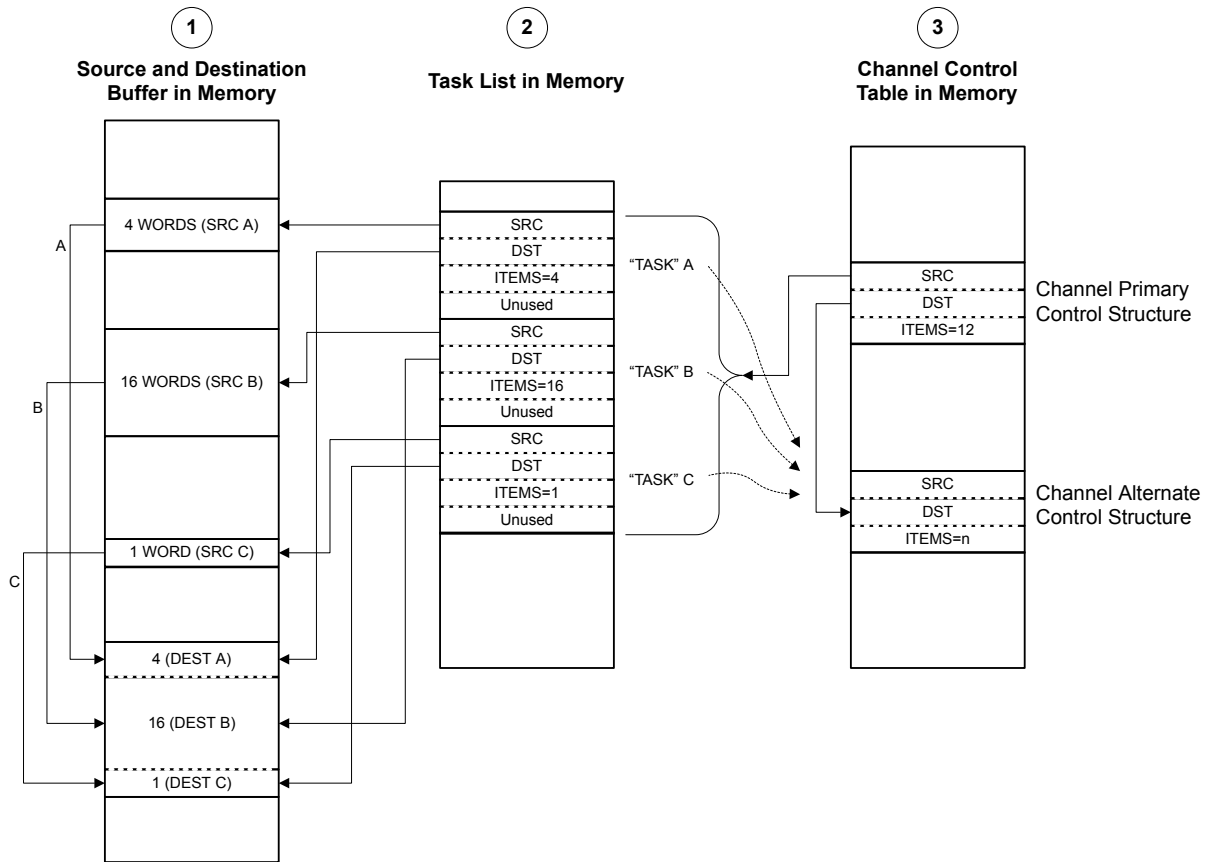 1
Source and Destination
Buffer in Memory
4 WORDS (SRC A)
16 WORDS (SRC B)
1 WORD (SRC C)
4 (DEST A)
16 (DEST B)
1 (DEST C)
A
B
C
2
Task List in Memory
SRC
DST
ITEMS=4
Unused
SRC
DST
ITEMS=16
Unused
SRC
DST
ITEMS=1
Unused
"TASK" A
"TASK" B
"TASK" C
3
Channel Control
Table in Memory
SRC
DST
ITEMS=12
Channel Primary
Control Structure
SRC
DST
ITEMS=n
Channel Alternate
Control Structure